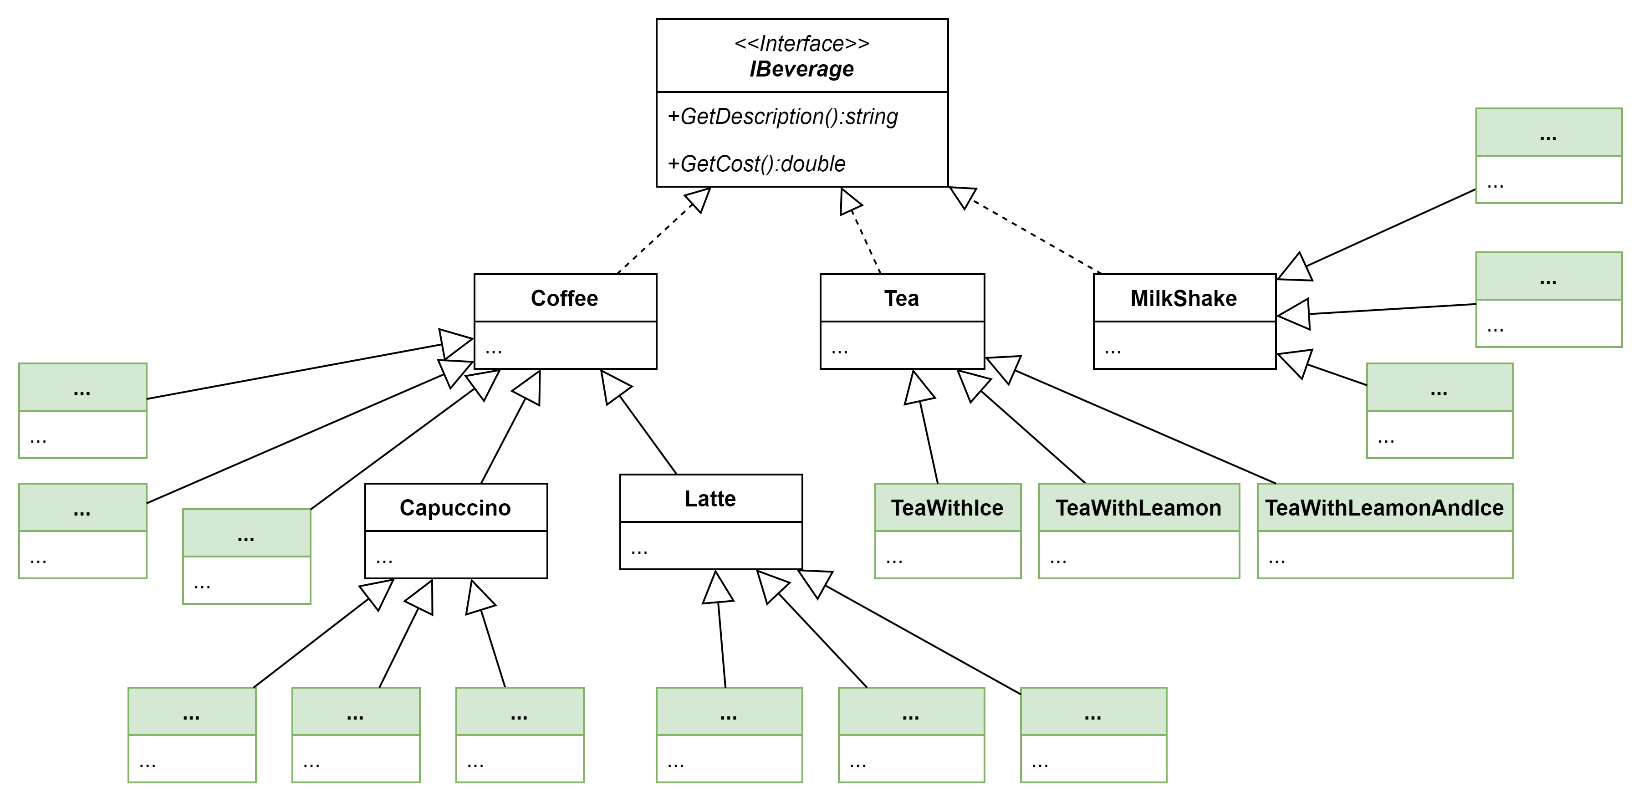 <<Interface>>
IBeverage
+GetDescription():string
+GetCost():double
...
...
...
...
Coffee
...
Tea
...
MilkShake
...
...
...
...
...
...
...
...
...
Capuccino
...
Latte
...
TeaWithIce
...
TeaWithLeamon
...
TeaWithLeamonAndIce
...
...
...
...
...
...
...
...
...
...
...
...
...